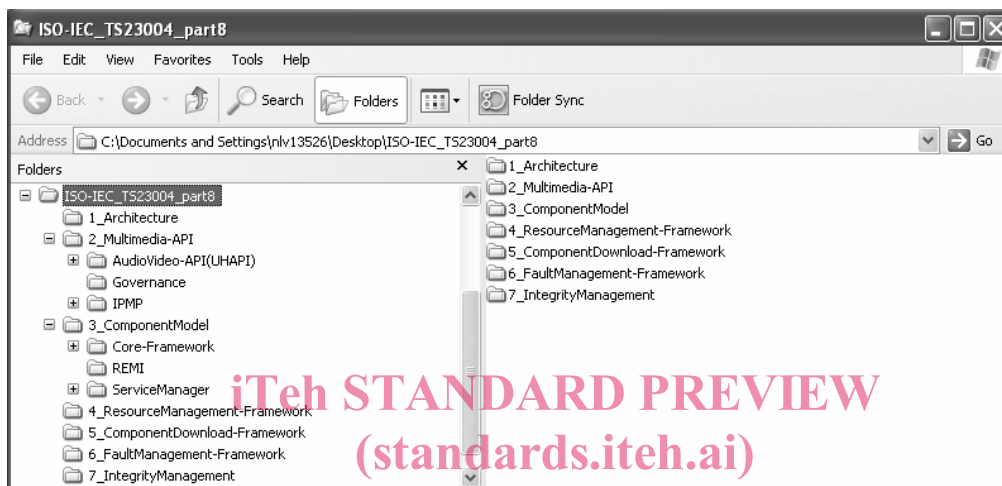 ISO-IEC_TS23004_part8
File Edit View Favorites Tools Help
Back Search Folders Folder Sync
Address C:\Documents and Settings\nlv13526\Desktop\ISO-IEC_TS23004_part8 Go
Folders
ISO-IEC_TS23004_part8
1_Architecture
2_Multimedia-API
AudioVideo-API(UHAPI)
Governance
IPMP
3_ComponentModel
Core-Framework
REMI
ServiceManager
4_ResourceManagement-Framework
5_ComponentDownload-Framework
6_FaultManagement-Framework
7_IntegrityManagement
1_Architecture
2_Multimedia-API
3_ComponentModel
4_ResourceManagement-Framework
5_ComponentDownload-Framework
6_FaultManagement-Framework
7_IntegrityManagement
iTeh STANDARD PREVIEW
(standards.iteh.ai)